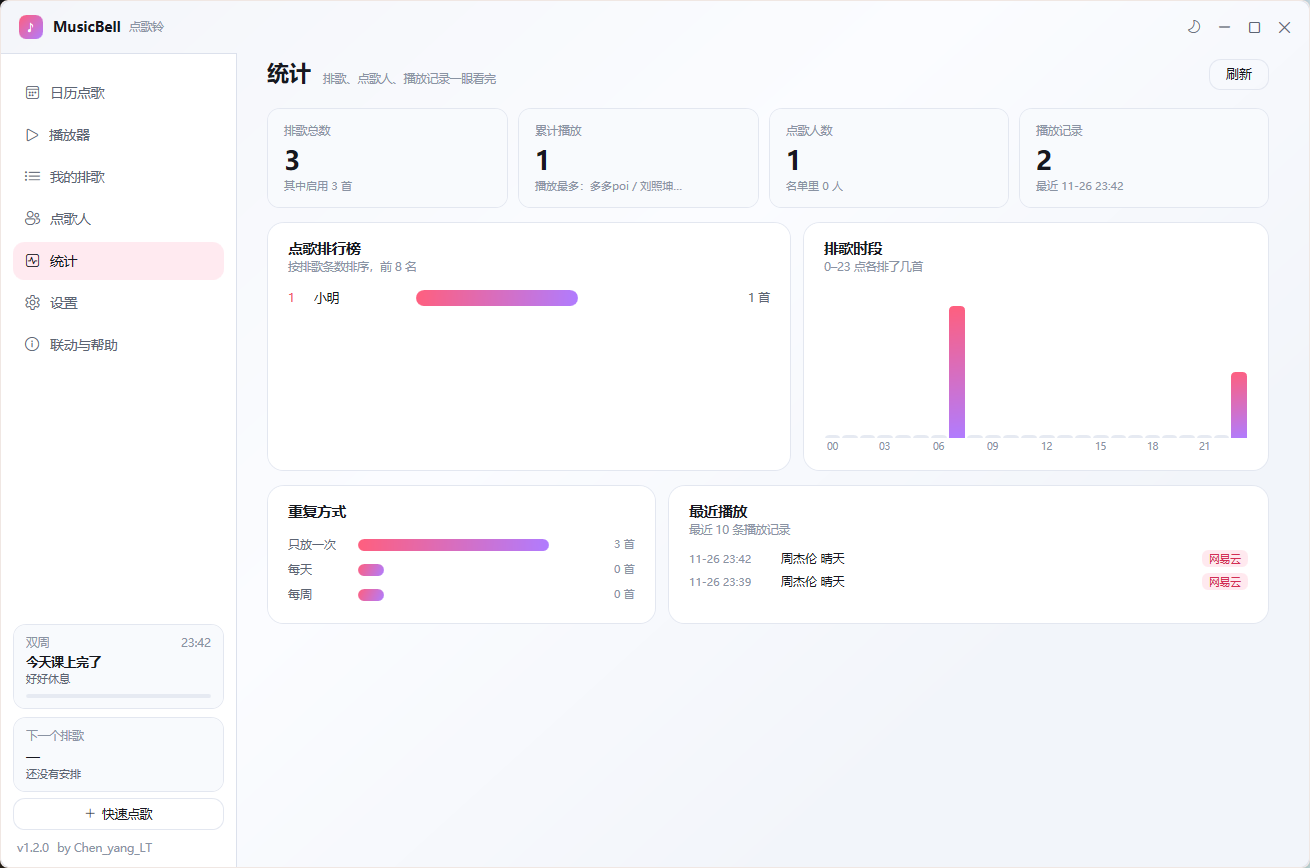 MusicBell 点歌铃
日历点歌
播放器
我的排歌
点歌人
统计
设置
联动与帮助
双周 23:42
今天课上完了
好好休息
下一个排歌
—
还没有安排
+ 快速点歌
v1.2.0 by Chen_yang_LT
统计 排歌、点歌人、播放记录一眼看完
刷新
排歌总数
3
其中启用 3 首
累计播放
1
播放最多：多多poi / 刘照坤...
点歌人数
1
名单里 0 人
播放记录
2
最近 11-26 23:42
点歌排行榜
按排歌条数排序，前 8 名
1 小明 1 首
排歌时段
0–23 点各排了几首
00 03 06 09 12 15 18 21
重复方式
只放一次 3 首
每天 0 首
每周 0 首
最近播放
最近 10 条播放记录
11-26 23:42 周杰伦 晴天 网易云
11-26 23:39 周杰伦 晴天 网易云